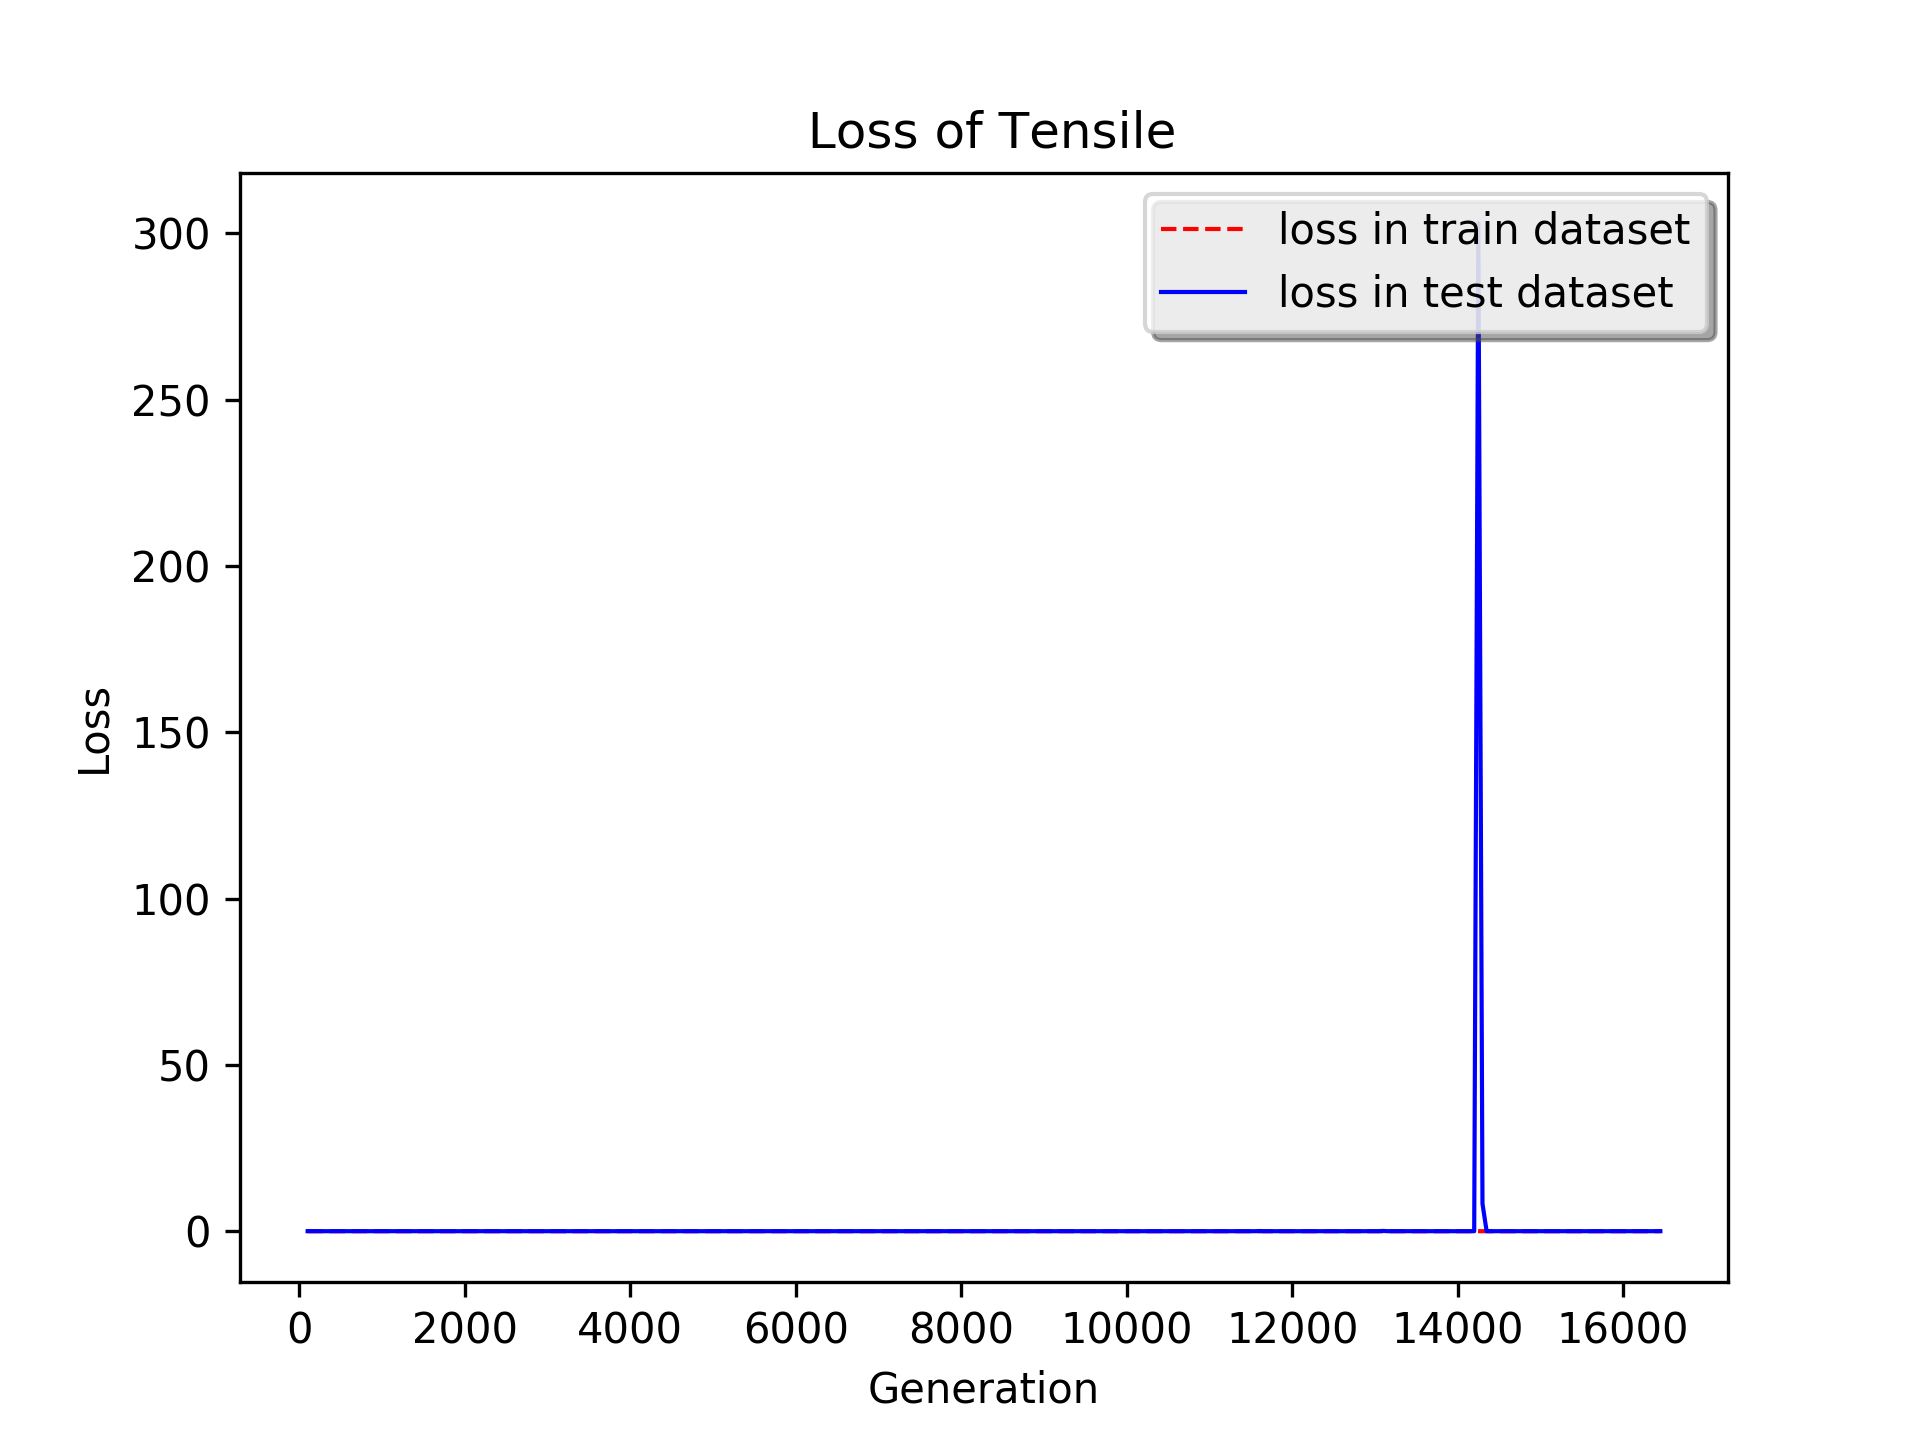 Loss of Tensile
loss in train dataset
loss in test dataset
300
250
200
150
100
50
0
Loss
0 2000 4000 6000 8000 10000 12000 14000 16000
Generation